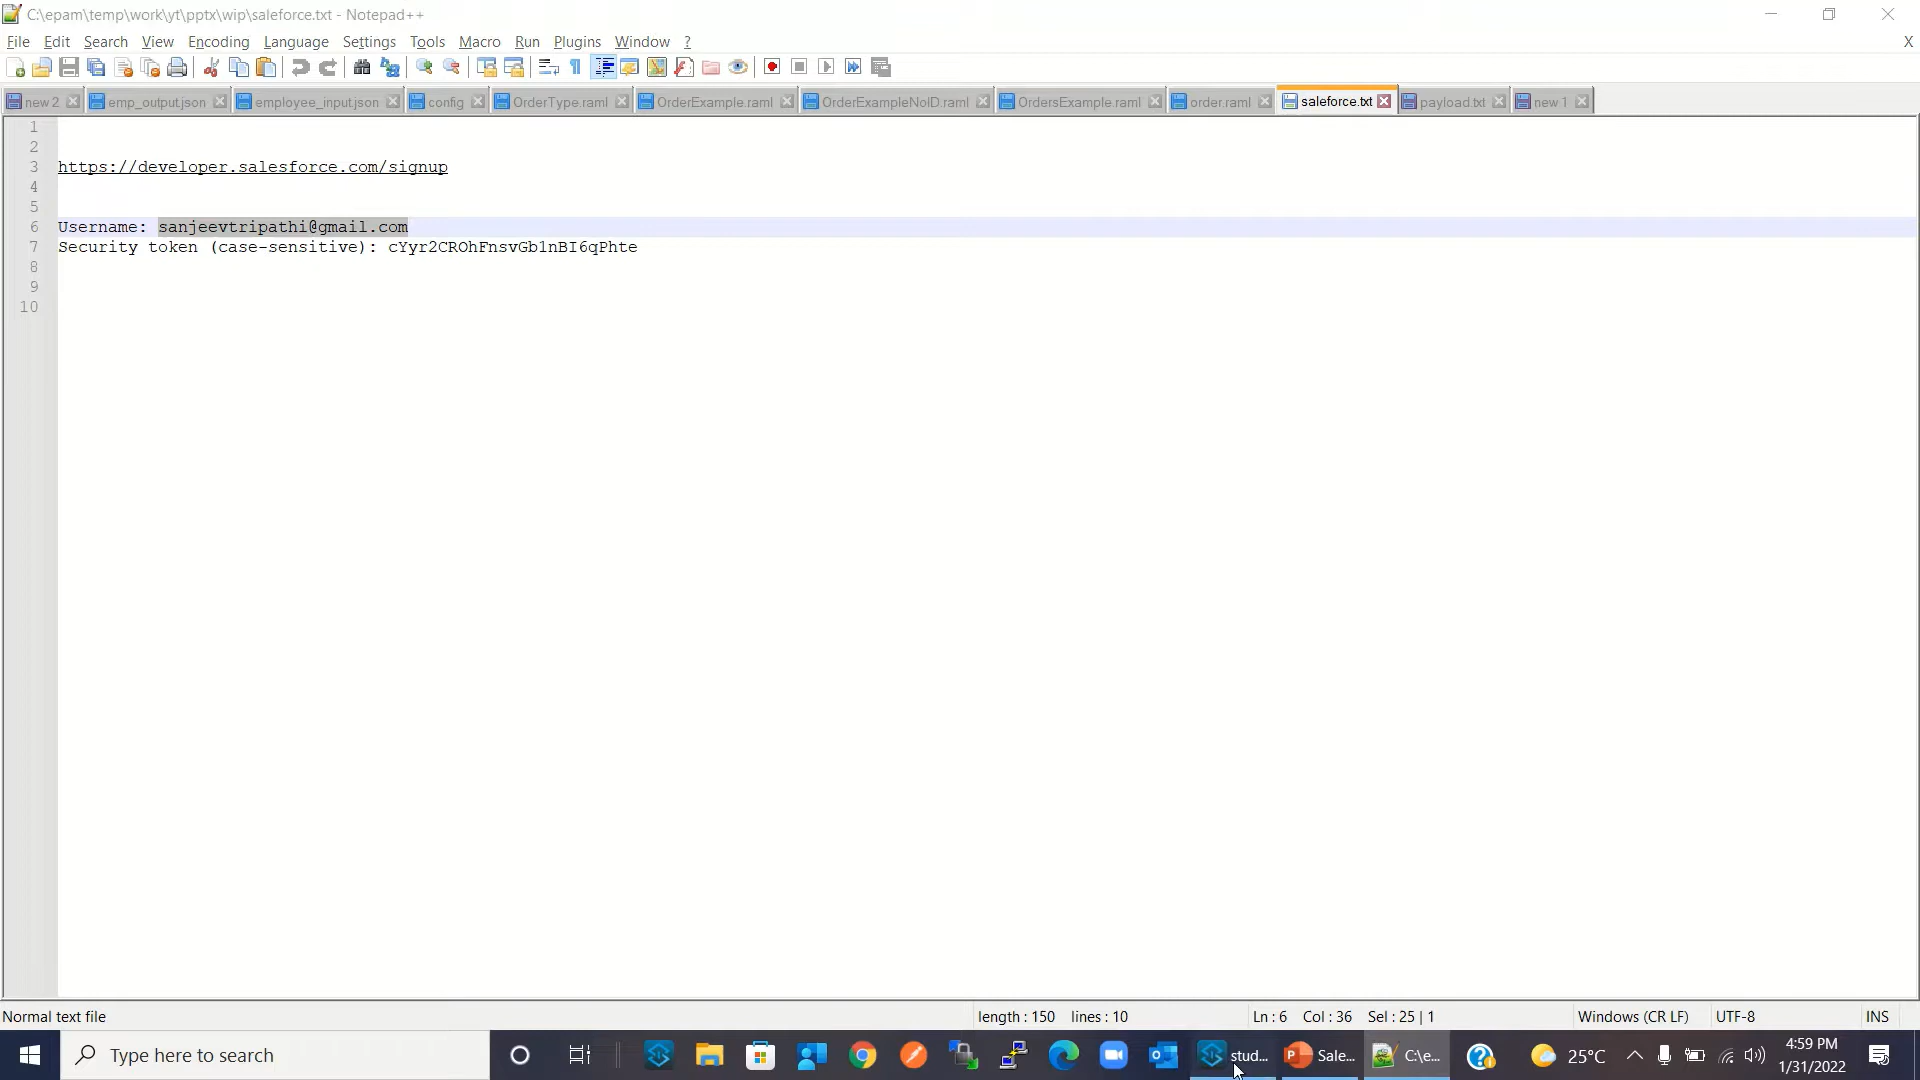 C:\epam\temp\work\yt\pptx\wip\saleforce.txt - Notepad++
File Edit Search View Encoding Language Settings Tools Macro Run Plugins Window ?
X
new 2 emp_output.json employee_input.json config OrderType.raml OrderExample.raml OrderExampleNoID.raml OrdersExample.raml order.raml saleforce.txt payload.txt new 1
1
2
3 https://developer.salesforce.com/signup
4
5
6 Username: sanjeevtripathi@gmail.com
7 Security token (case-sensitive): cYyr2CROhFnsvGb1nBI6qPhte
8
9
10
Normal text file length : 150 lines : 10 Ln : 6 Col : 36 Sel : 25 | 1 Windows (CR LF) UTF-8 INS
Type here to search stud... Sale... C:\e... 25°C 4:59 PM
1/31/2022